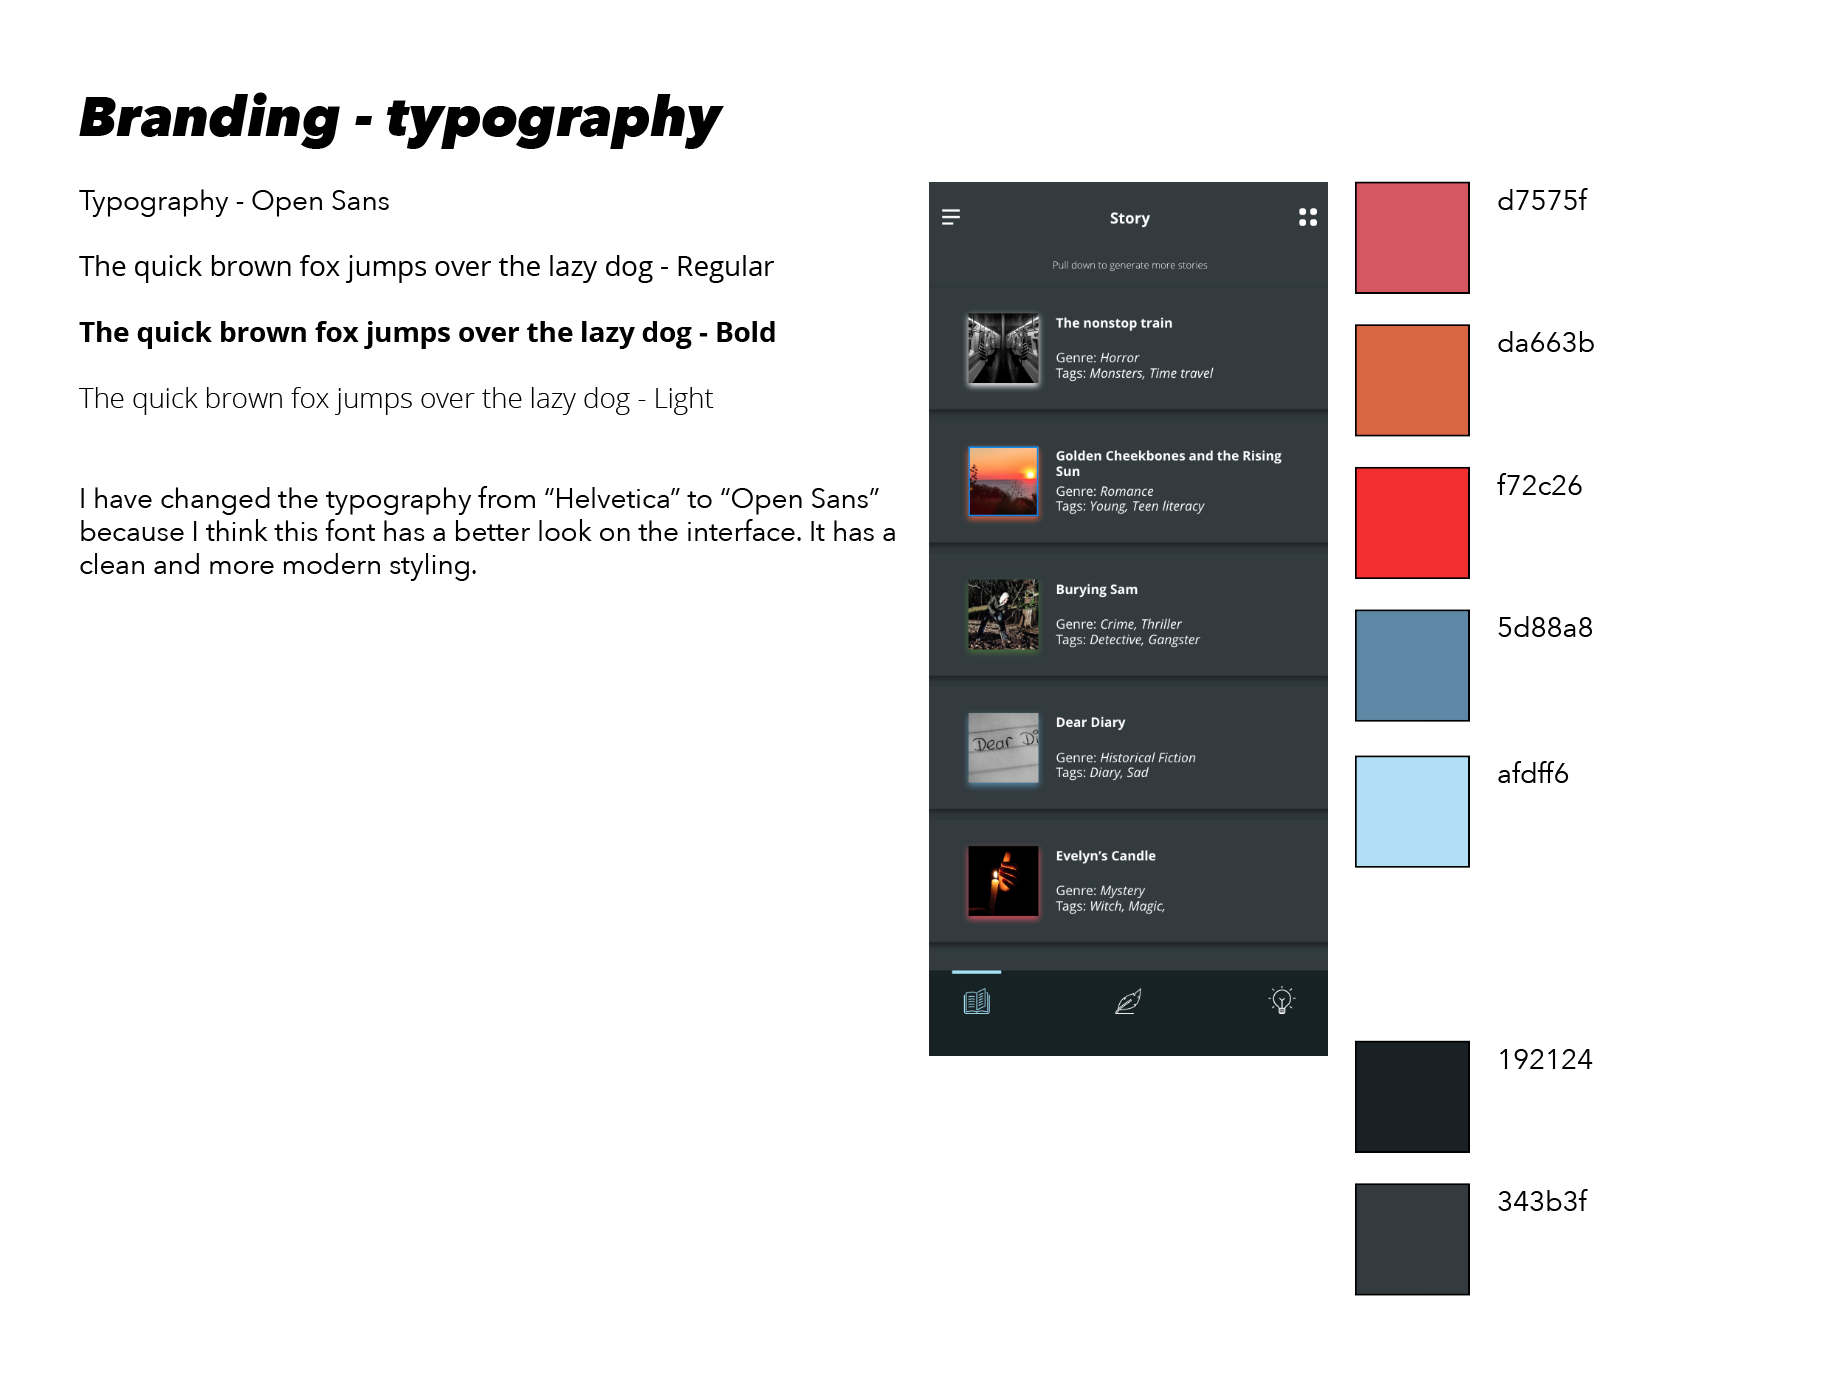 Branding - typography
Typography - Open Sans
The quick brown fox jumps over the lazy dog - Regular
The quick brown fox jumps over the lazy dog - Bold
The quick brown fox jumps over the lazy dog - Light
I have changed the typography from “Helvetica” to “Open Sans”
because I think this font has a better look on the interface. It has a
clean and more modern styling.
Story
Pull down to generate more stories
The nonstop train
Genre: Horror
Tags: Monsters, Time travel
Golden Cheekbones and the Rising
Sun
Genre: Romance
Tags: Young, Teen literacy
Burying Sam
Genre: Crime, Thriller
Tags: Detective, Gangster
Dear Di
Dear Diary
Genre: Historical Fiction
Tags: Diary, Sad
Evelyn’s Candle
Genre: Mystery
Tags: Witch, Magic,
d7575f
da663b
f72c26
5d88a8
afdff6
192124
343b3f